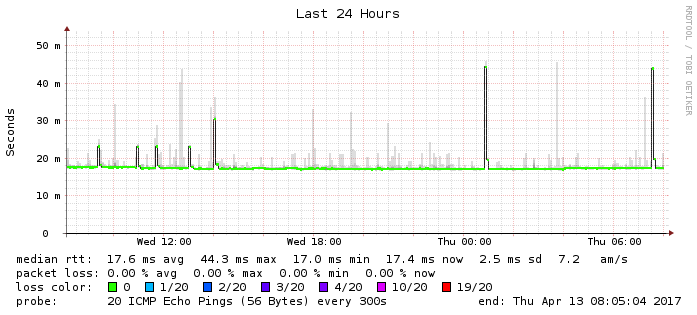 Last 24 Hours
RRDTOOL / TOBI OETIKER
Seconds
50 m
40 m
30 m
20 m
10 m
0
Wed 12:00 Wed 18:00 Thu 00:00 Thu 06:00
median rtt: 17.6 ms avg 44.3 ms max 17.0 ms min 17.4 ms now 2.5 ms sd 7.2 am/s
packet loss: 0.00 % avg 0.00 % max 0.00 % min 0.00 % now
loss color: 0 1/20 2/20 3/20 4/20 10/20 19/20
probe: 20 ICMP Echo Pings (56 Bytes) every 300s end: Thu Apr 13 08:05:04 2017